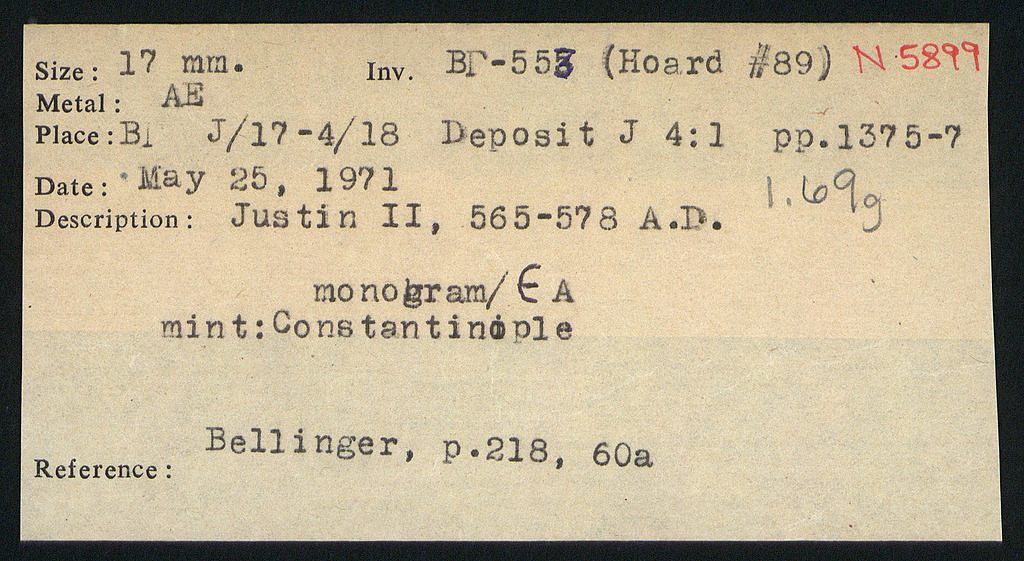 Size: 17 mm. Inv. BΓ-553 (Hoard #89) N.5899
Metal: AE
Place: BΓ J/17-4/18 Deposit J 4:1 pp.1375-7
Date: May 25, 1971 1.69g
Description: Justin II, 565-578 A.D.
monogram/ Є A
mint:Constantinople
Bellinger, p.218, 60a
Reference: